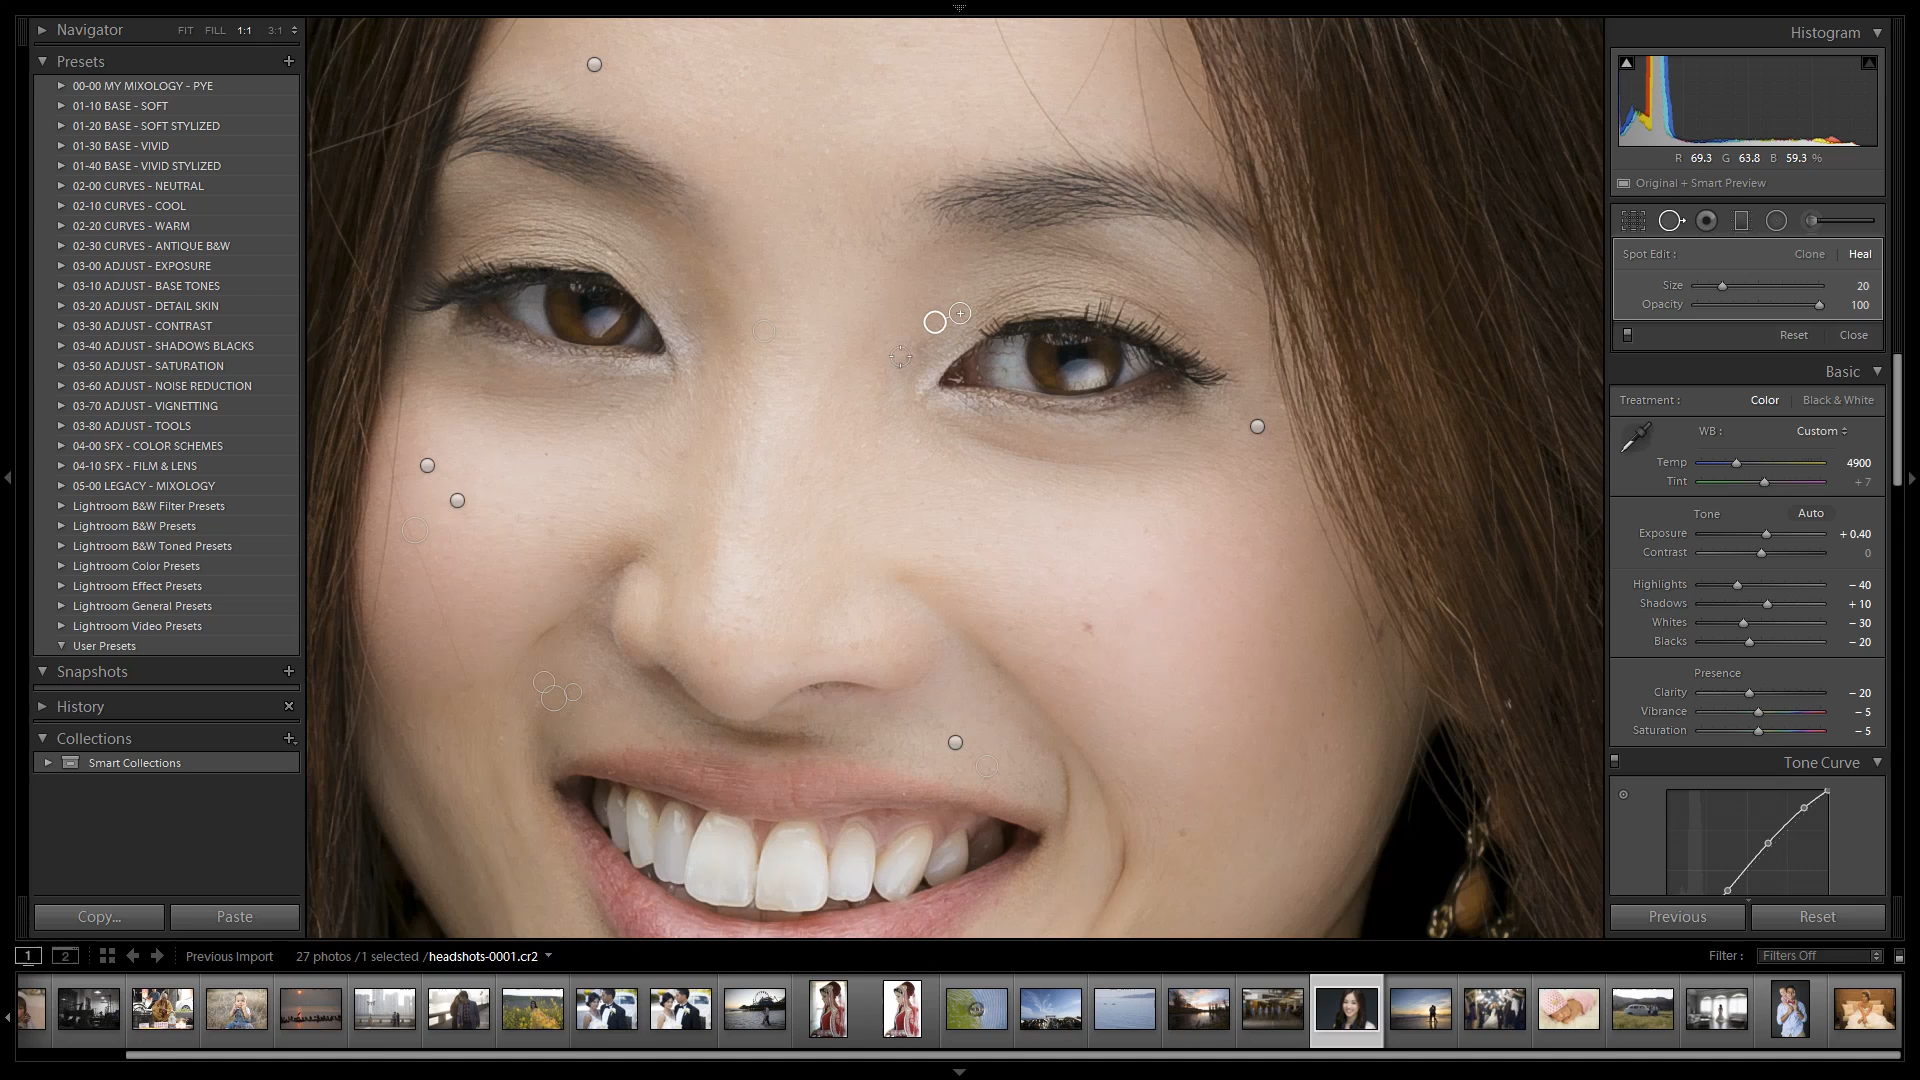 Navigator FIT FILL 1:1 3:1
Presets +
00-00 MY MIXOLOGY - PYE
01-10 BASE - SOFT
01-20 BASE - SOFT STYLIZED
01-30 BASE - VIVID
01-40 BASE - VIVID STYLIZED
02-00 CURVES - NEUTRAL
02-10 CURVES - COOL
02-20 CURVES - WARM
02-30 CURVES - ANTIQUE B&W
03-00 ADJUST - EXPOSURE
03-10 ADJUST - BASE TONES
03-20 ADJUST - DETAIL SKIN
03-30 ADJUST - CONTRAST
03-40 ADJUST - SHADOWS BLACKS
03-50 ADJUST - SATURATION
03-60 ADJUST - NOISE REDUCTION
03-70 ADJUST - VIGNETTING
03-80 ADJUST - TOOLS
04-00 SFX - COLOR SCHEMES
04-10 SFX - FILM & LENS
05-00 LEGACY - MIXOLOGY
Lightroom B&W Filter Presets
Lightroom B&W Presets
Lightroom B&W Toned Presets
Lightroom Color Presets
Lightroom Effect Presets
Lightroom General Presets
Lightroom Video Presets
User Presets
Snapshots +
History ×
Collections +
Smart Collections
Copy... Paste
Histogram
R 69.3 G 63.8 B 59.3 %
Original + Smart Preview
Spot Edit : Clone Heal
Size 20
Opacity 100
Reset Close
Basic
Treatment : Color Black & White
WB : Custom
Temp 4900
Tint + 7
Tone Auto
Exposure + 0.40
Contrast 0
Highlights − 40
Shadows + 10
Whites − 30
Blacks − 20
Presence
Clarity − 20
Vibrance − 5
Saturation − 5
Tone Curve
Previous Reset
1 2 Previous Import 27 photos /1 selected /headshots-0001.cr2 Filter : Filters Off